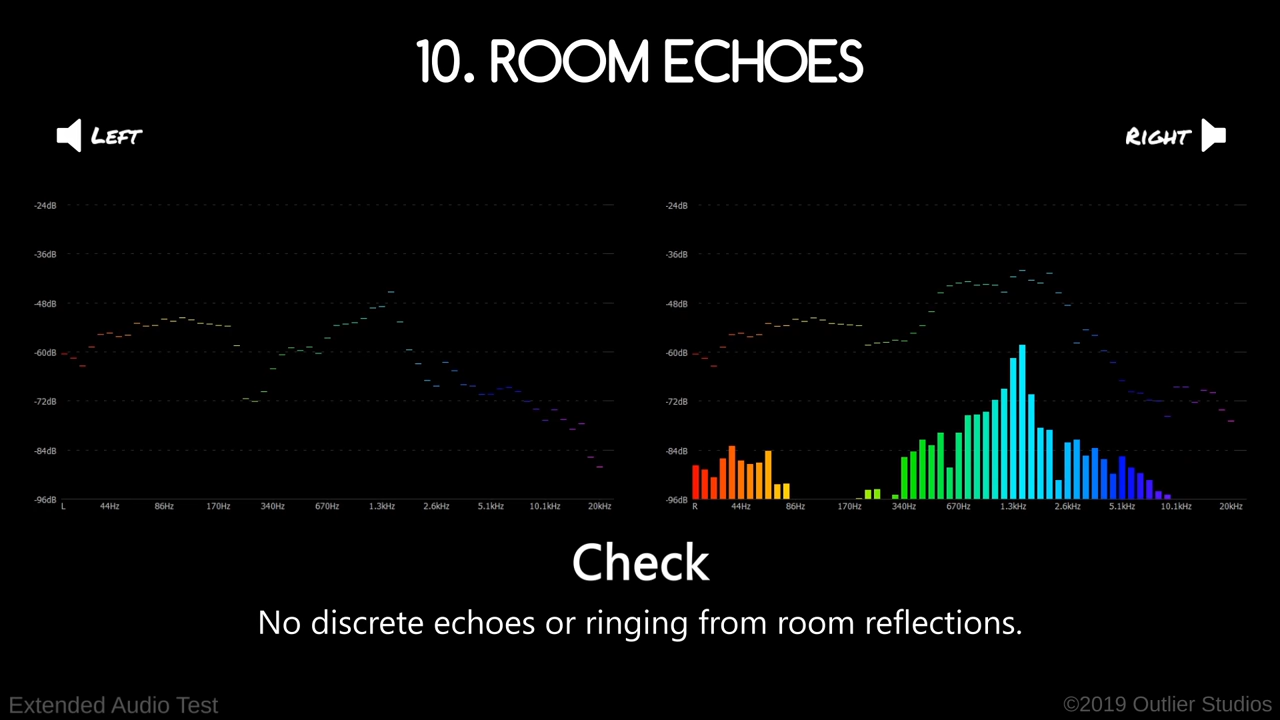 10. ROOM ECHOES
LEFT
RIGHT
-24dB
-36dB
-48dB
-60dB
-72dB
-84dB
-96dB
L 44Hz 86Hz 170Hz 340Hz 670Hz 1.3kHz 2.6kHz 5.1kHz 10.1kHz 20kHz
-24dB
-36dB
-48dB
-60dB
-72dB
-84dB
-96dB
R 44Hz 86Hz 170Hz 340Hz 670Hz 1.3kHz 2.6kHz 5.1kHz 10.1kHz 20kHz
Check
No discrete echoes or ringing from room reflections.
Extended Audio Test
©2019 Outlier Studios